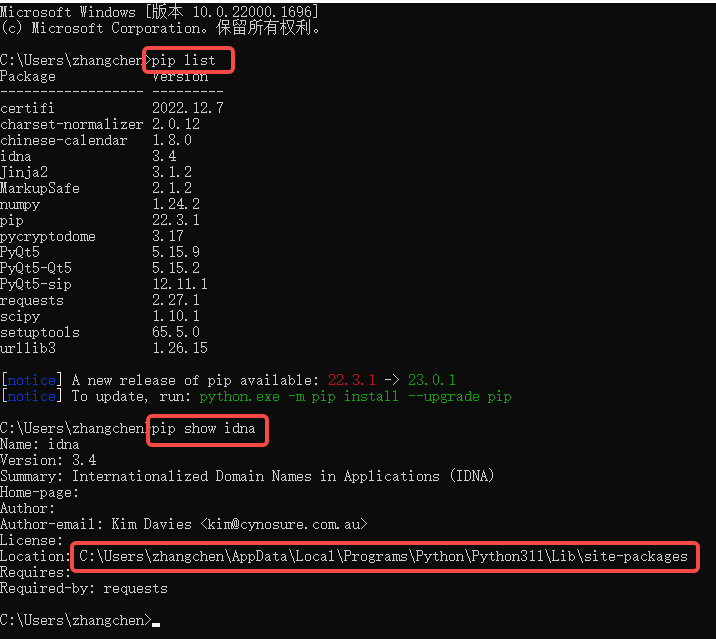 Microsoft Windows [版本 10.0.22000.1696]
(c) Microsoft Corporation。保留所有权利。
C:\Users\zhangchen>pip list
Package Version
------------------ ---------
certifi 2022.12.7
charset-normalizer 2.0.12
chinese-calendar 1.8.0
idna 3.4
Jinja2 3.1.2
MarkupSafe 2.1.2
numpy 1.24.2
pip 22.3.1
pycryptodome 3.17
PyQt5 5.15.9
PyQt5-Qt5 5.15.2
PyQt5-sip 12.11.1
requests 2.27.1
scipy 1.10.1
setuptools 65.5.0
urllib3 1.26.15
[notice] A new release of pip available: 22.3.1 -> 23.0.1
[notice] To update, run: python.exe -m pip install --upgrade pip
C:\Users\zhangchen>pip show idna
Name: idna
Version: 3.4
Summary: Internationalized Domain Names in Applications (IDNA)
Home-page:
Author:
Author-email: Kim Davies <kim@cynosure.com.au>
License:
Location: C:\Users\zhangchen\AppData\Local\Programs\Python\Python311\Lib\site-packages
Requires:
Required-by: requests
C:\Users\zhangchen>